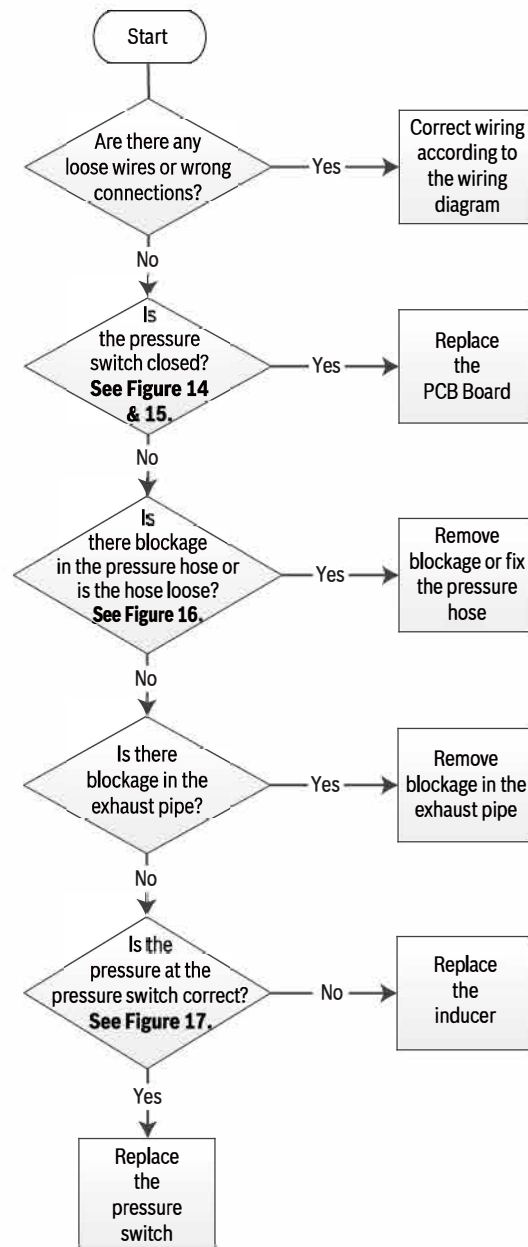 Start
Are there any
loose wires or wrong
connections?
Yes
Correct wiring
according to
the wiring
diagram
No
Is
the pressure
switch closed?
See Figure 14
& 15.
Yes
Replace
the
PCB Board
No
Is
there blockage
in the pressure hose or
is the hose loose?
See Figure 16.
Yes
Remove
blockage or fix
the pressure
hose
No
Is there
blockage in the
exhaust pipe?
Yes
Remove
blockage in the
exhaust pipe
No
Is the
pressure at the
pressure switch correct?
See Figure 17.
No
Replace
the
inducer
Yes
Replace
the
pressure
switch